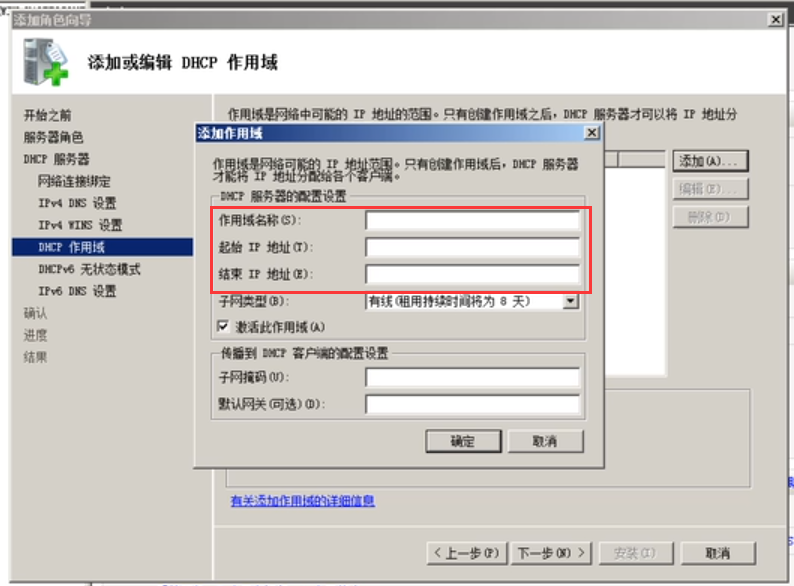 添加角色向导
添加或编辑 DHCP 作用域
开始之前
服务器角色
DHCP 服务器
网络连接绑定
IPv4 DNS 设置
IPv4 WINS 设置
DHCP 作用域
DHCPv6 无状态模式
IPv6 DNS 设置
确认
进度
结果
作用域是网络中可能的 IP 地址的范围。只有创建作用域之后，DHCP 服务器才可以将 IP 地址分
添加(A)...
编辑(E)...
删除(D)
添加作用域
作用域是网络可能的 IP 地址范围。只有创建作用域后，DHCP 服务器
才能将 IP 地址分配给各个客户端。
DHCP 服务器的配置设置
作用域名称(S):
起始 IP 地址(T):
结束 IP 地址(E):
子网类型(B): 有线(租用持续时间将为 8 天)
激活此作用域(A)
传播到 DHCP 客户端的配置设置
子网掩码(U):
默认网关(可选)(D):
确定 取消
有关添加作用域的详细信息
< 上一步(P) 下一步(N) > 安装(I) 取消